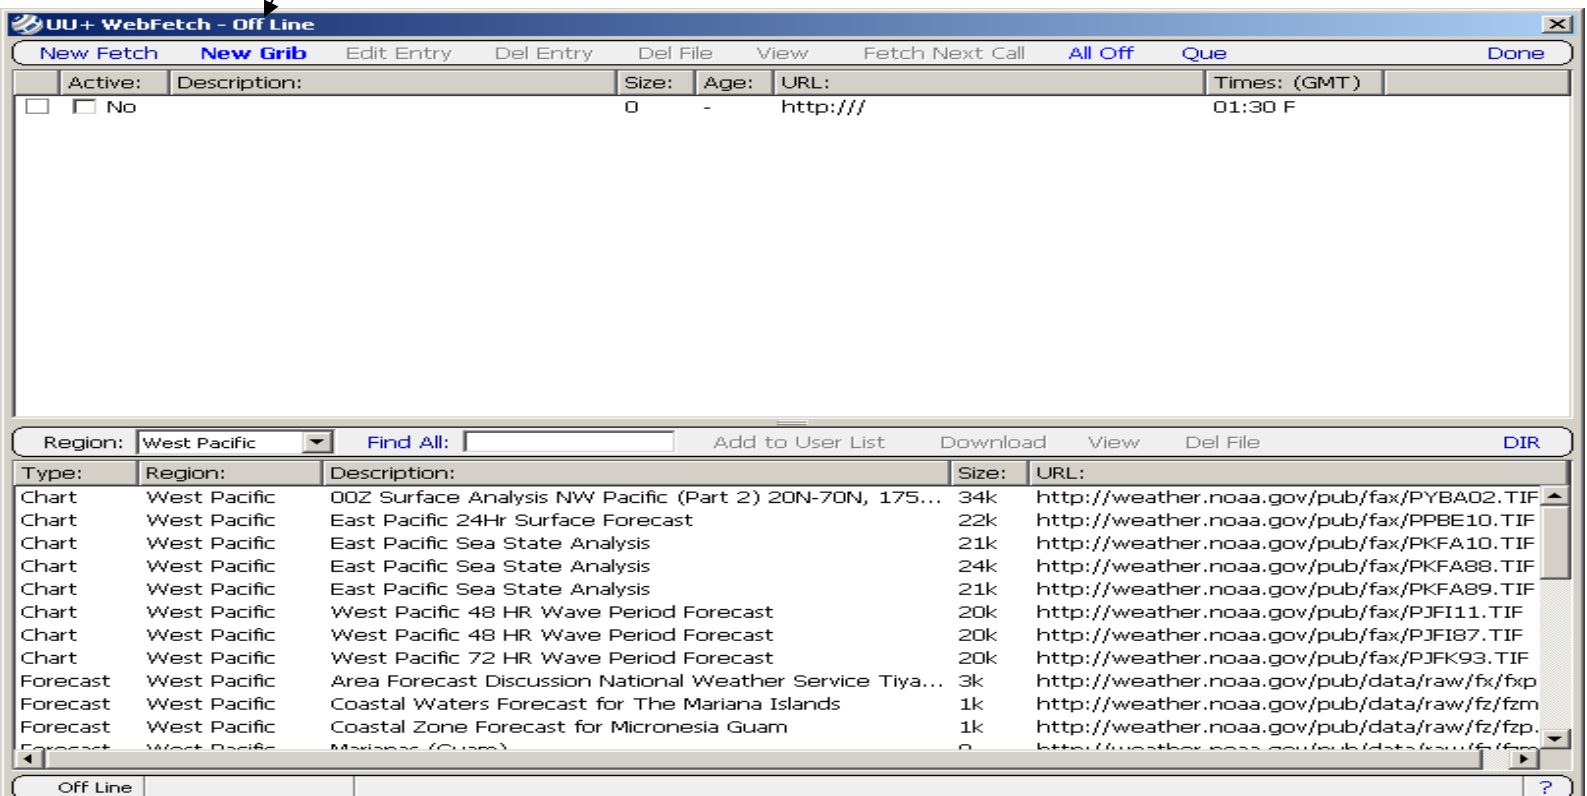 UU+ WebFetch - Off Line
New Fetch New Grib Edit Entry Del Entry Del File View Fetch Next Call All Off Que Done
Active: Description: Size: Age: URL: Times: (GMT)
No 0 - http:/// 01:30 F
Region: West Pacific Find All: Add to User List Download View Del File DIR
Type: Region: Description: Size: URL:
Chart West Pacific 00Z Surface Analysis NW Pacific (Part 2) 20N-70N, 175... 34k http://weather.noaa.gov/pub/fax/PYBA02.TIF
Chart West Pacific East Pacific 24Hr Surface Forecast 22k http://weather.noaa.gov/pub/fax/PPBE10.TIF
Chart West Pacific East Pacific Sea State Analysis 21k http://weather.noaa.gov/pub/fax/PKFA10.TIF
Chart West Pacific East Pacific Sea State Analysis 24k http://weather.noaa.gov/pub/fax/PKFA88.TIF
Chart West Pacific East Pacific Sea State Analysis 21k http://weather.noaa.gov/pub/fax/PKFA89.TIF
Chart West Pacific West Pacific 48 HR Wave Period Forecast 20k http://weather.noaa.gov/pub/fax/PJFI11.TIF
Chart West Pacific West Pacific 48 HR Wave Period Forecast 20k http://weather.noaa.gov/pub/fax/PJFI87.TIF
Chart West Pacific West Pacific 72 HR Wave Period Forecast 20k http://weather.noaa.gov/pub/fax/PJFK93.TIF
Forecast West Pacific Area Forecast Discussion National Weather Service Tiya... 3k http://weather.noaa.gov/pub/data/raw/fx/fxp
Forecast West Pacific Coastal Waters Forecast for The Mariana Islands 1k http://weather.noaa.gov/pub/data/raw/fz/fzm
Forecast West Pacific Coastal Zone Forecast for Micronesia Guam 1k http://weather.noaa.gov/pub/data/raw/fz/fzp.
Forecast West Pacific Marianas (Guam)
Off Line ?